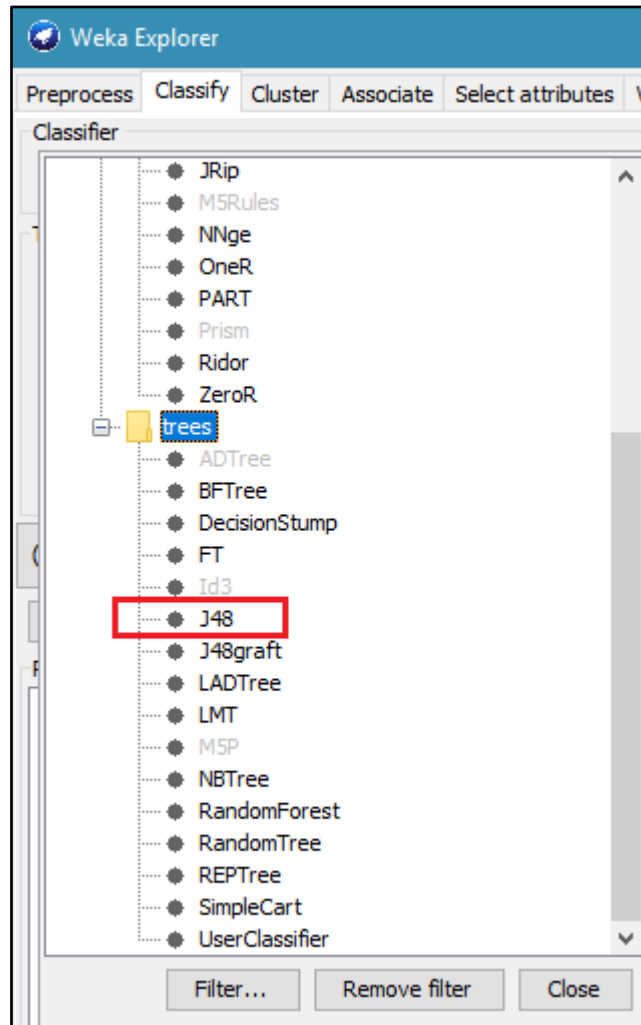 Weka Explorer
Preprocess Classify Cluster Associate Select attributes
Classifier
JRip
M5Rules
NNge
OneR
PART
Prism
Ridor
ZeroR
trees
ADTree
BFTree
DecisionStump
FT
Id3
J48
J48graft
LADTree
LMT
M5P
NBTree
RandomForest
RandomTree
REPTree
SimpleCart
UserClassifier
Filter... Remove filter Close